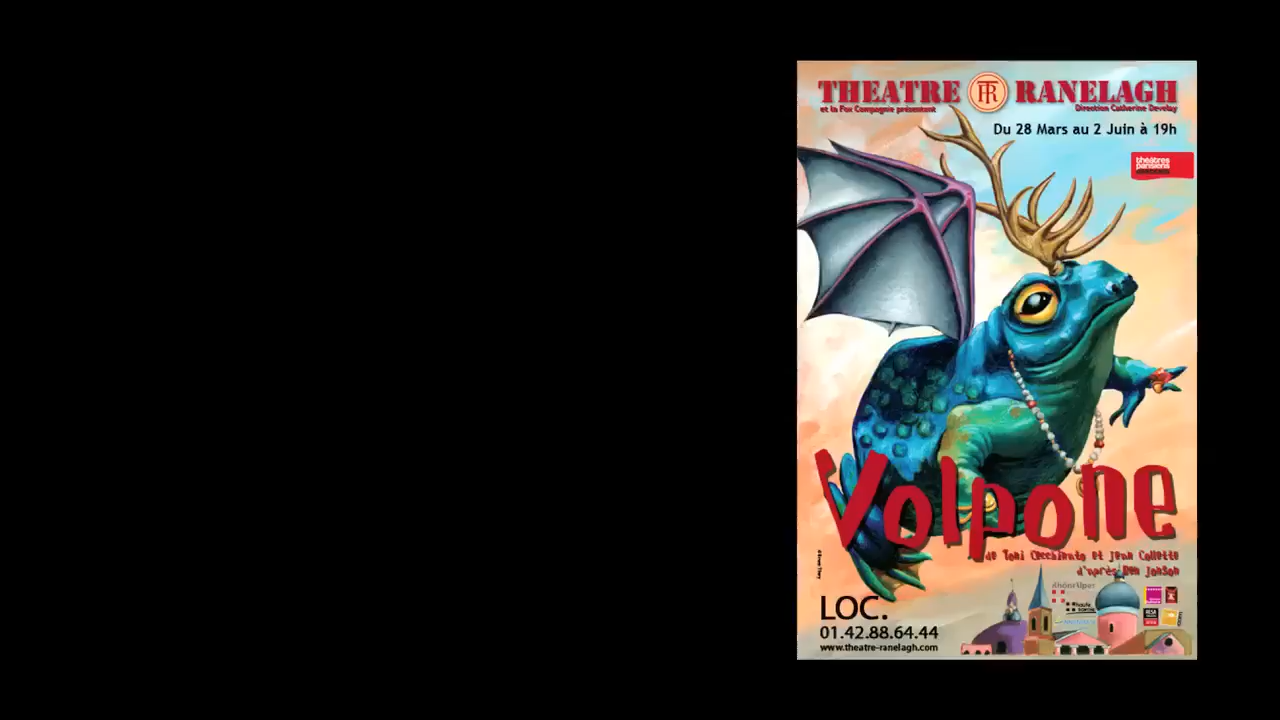 THEATRE TR RANELAGH
et la Fox Compagnie présentent
Direction Catherine Develay
Du 28 Mars au 2 Juin à 19h
théâtres
parisiens
Volpone
de Toni Cecchinato et Jean Collette
d'après Ben Jonson
LOC.
01.42.88.64.44
www.theatre-ranelagh.com